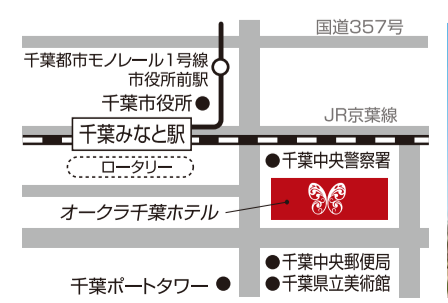 国道357号
千葉都市モノレール1号線
市役所前駅
千葉市役所
JR京葉線
千葉みなと駅
ロータリー
千葉中央警察署
オークラ千葉ホテル
千葉中央郵便局
千葉ポートタワー
千葉県立美術館